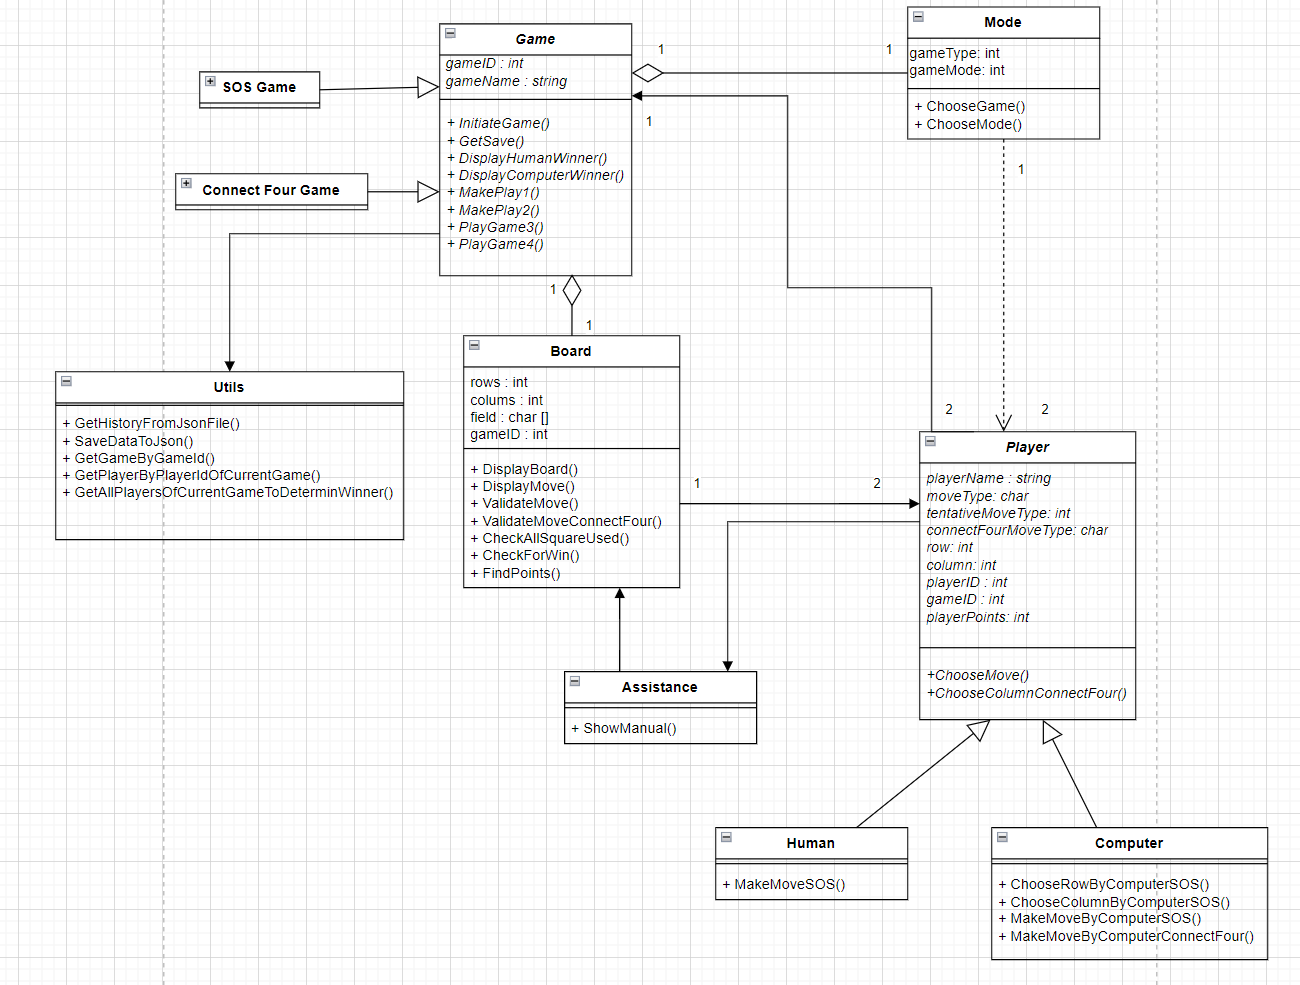 Game
gameID : int
gameName : string
+ InitiateGame()
+ GetSave()
+ DisplayHumanWinner()
+ DisplayComputerWinner()
+ MakePlay1()
+ MakePlay2()
+ PlayGame3()
+ PlayGame4()
SOS Game
Connect Four Game
1
1
1
Mode
gameType: int
gameMode: int
+ ChooseGame()
+ ChooseMode()
1
2
2
1
1
Utils
+ GetHistoryFromJsonFile()
+ SaveDataToJson()
+ GetGameByGameId()
+ GetPlayerByPlayerIdOfCurrentGame()
+ GetAllPlayersOfCurrentGameToDeterminWinner()
Board
rows : int
colums : int
field : char []
gameID : int
+ DisplayBoard()
+ DisplayMove()
+ ValidateMove()
+ ValidateMoveConnectFour()
+ CheckAllSquareUsed()
+ CheckForWin()
+ FindPoints()
1
2
Player
playerName : string
moveType: char
tentativeMoveType: int
connectFourMoveType: char
row: int
column: int
playerID : int
gameID : int
playerPoints: int
+ChooseMove()
+ChooseColumnConnectFour()
Assistance
+ ShowManual()
Human
+ MakeMoveSOS()
Computer
+ ChooseRowByComputerSOS()
+ ChooseColumnByComputerSOS()
+ MakeMoveByComputerSOS()
+ MakeMoveByComputerConnectFour()